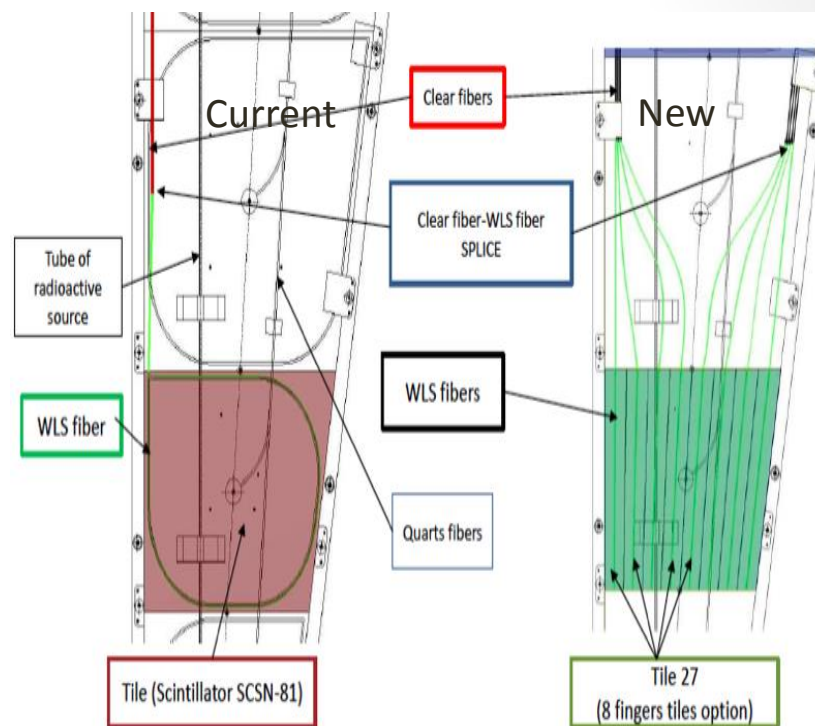 Current
New
Clear fibers
Clear fiber-WLS fiber
SPLICE
Tube of
radioactive
source
WLS fibers
WLS fiber
Quarts fibers
Tile (Scintillator SCSN-81)
Tile 27
(8 fingers tiles option)